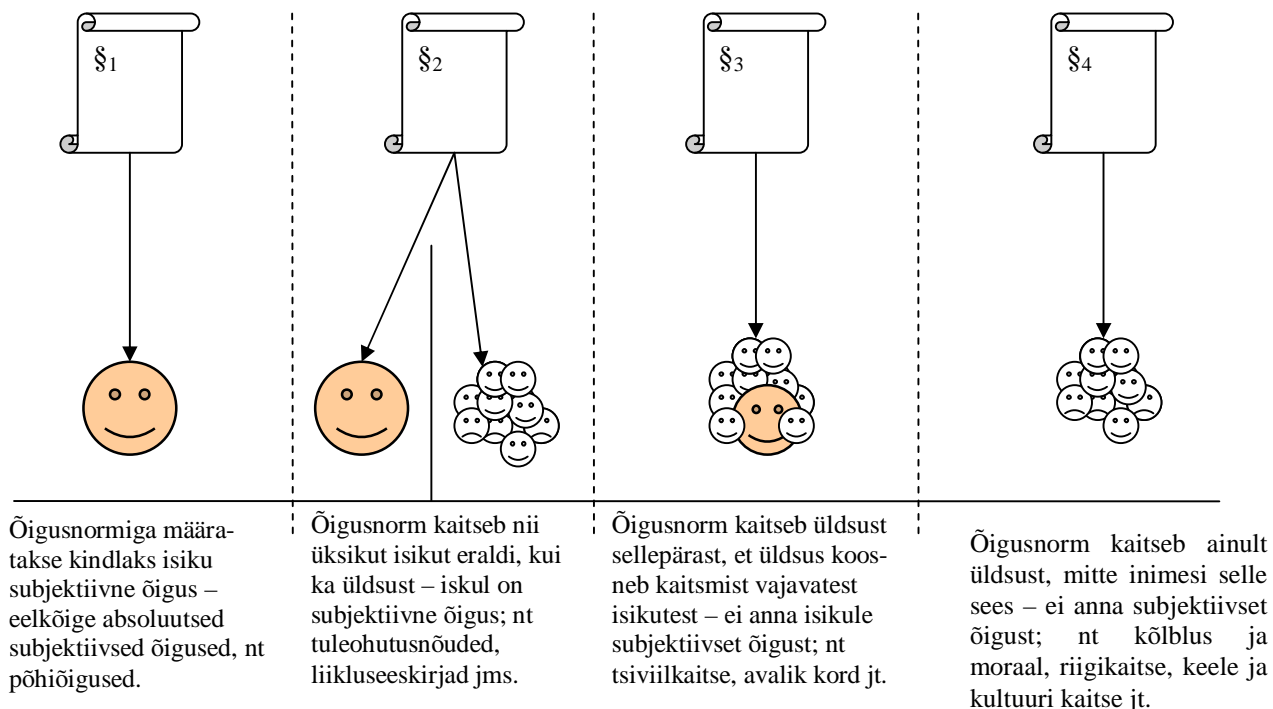 §1
§2
§3
§4
Õigusnormiga määra-
takse kindlaks isiku
subjektiivne õigus –
eelkõige absoluutsed
subjektiivsed õigused, nt
põhiõigused.
Õigusnorm kaitseb nii
üksikut isikut eraldi, kui
ka üldsust – iskul on
subjektiivne õigus; nt
tuleohutusnõuded,
liikluseeskirjad jms.
Õigusnorm kaitseb üldsust
sellepärast, et üldsus koos-
neb kaitsmist vajavatest
isikutest – ei anna isikule
subjektiivset õigust; nt
tsiviilkaitse, avalik kord jt.
Õigusnorm kaitseb ainult
üldsust, mitte inimesi selle
sees – ei anna subjektiivset
õigust; nt kõlblus ja
moraal, riigikaitse, keele ja
kultuuri kaitse jt.